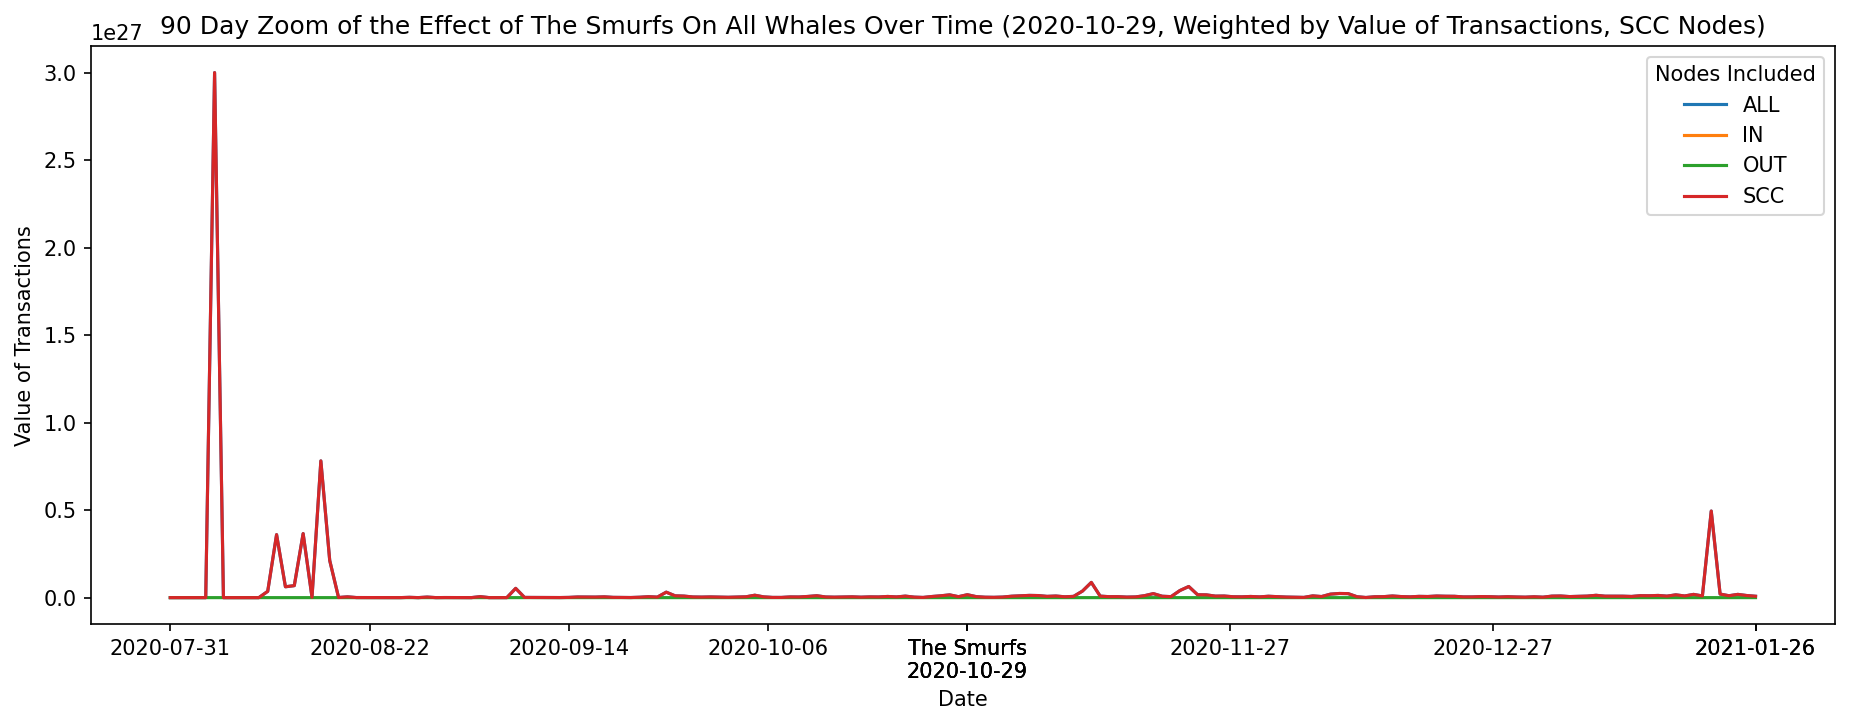 90 Day Zoom of the Effect of The Smurfs On All Whales Over Time (2020-10-29, Weighted by Value of Transactions, SCC Nodes)
1e27
3.0
2.5
2.0
1.5
1.0
0.5
0.0
Value of Transactions
Nodes Included
ALL
IN
OUT
SCC
2020-07-31 2020-08-22 2020-09-14 2020-10-06 The Smurfs 2020-11-27 2020-12-27 2021-01-26
2020-10-29
Date